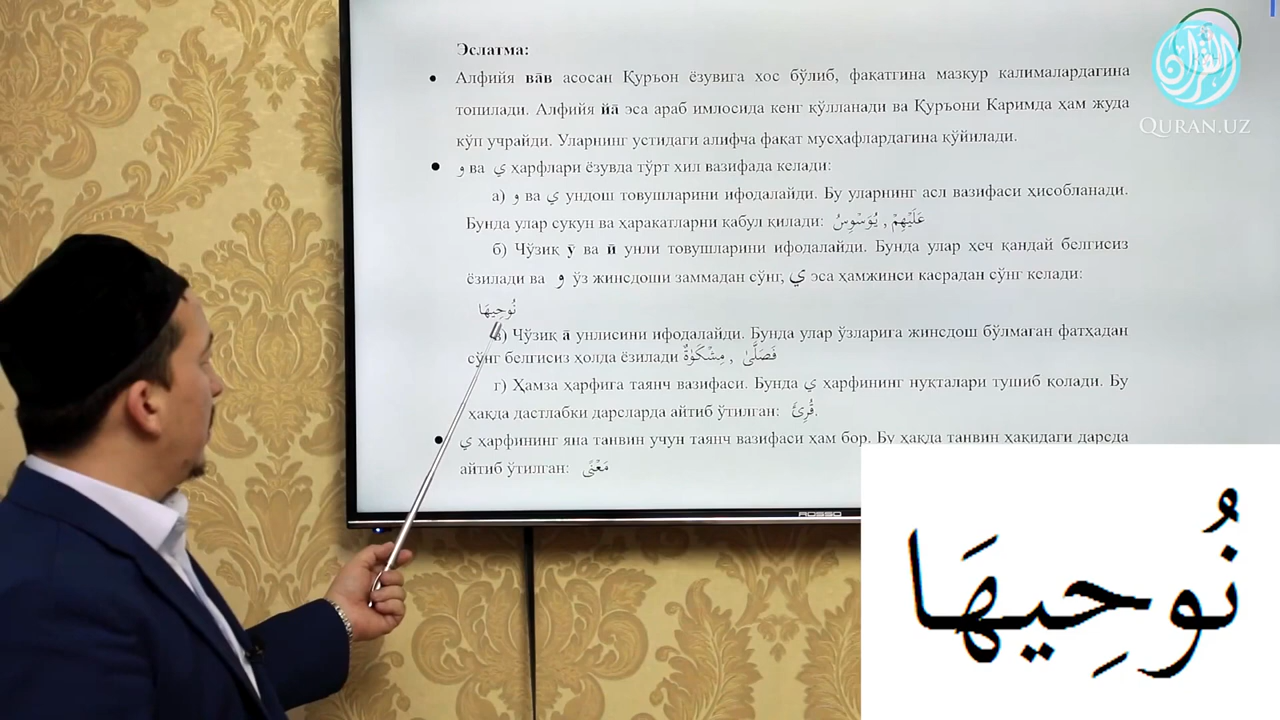 Эслатма:
• Алфийя вāв асосан Қуръон ёзувига хос бўлиб, фақатгина мазкур калималардагина
топилади. Алфийя йā эса араб имлосида кенг қўлланади ва Қуръони Каримда ҳам жуда
кўп учрайди. Уларнинг устидаги алифча фақат мусҳафлардагина қўйилади.
• و ва ي ҳарфлари ёзувда тўрт хил вазифада келади:
а) و ва ي ундош товушларини ифодалайди. Бу уларнинг асл вазифаси ҳисобланади.
Бунда улар сукун ва ҳаракатларни қабул қилади: عَلَيْهِمْ , يُوَسْوِسُ
б) Чўзиқ ӯ ва ӣ унли товушларини ифодалайди. Бунда улар ҳеч қандай белгисиз
ёзилади ва و ўз жинсдоши заммадан сўнг, ي эса ҳамжинси касрадан сўнг келади:
نُوحِيهَا
в) Чўзиқ ā унлисини ифодалайди. Бунда улар ўзларига жинсдош бўлмаган фатҳадан
сўнг белгисиз ҳолда ёзилади فَصَلَّىٰ , مِشْكَوٰةٌ
г) Ҳамза ҳарфига таянч вазифаси. Бунда ي ҳарфининг нуқталари тушиб қолади. Бу
ҳақда дастлабки дарсларда айтиб ўтилган: قُرِئَ.
• ي ҳарфининг яна танвин учун таянч вазифаси ҳам бор. Бу ҳақда танвин ҳақидаги дарсда
айтиб ўтилган: مَعْنًى
ROSSO
نُوحِيهَا
القرآن
QURAN.UZ